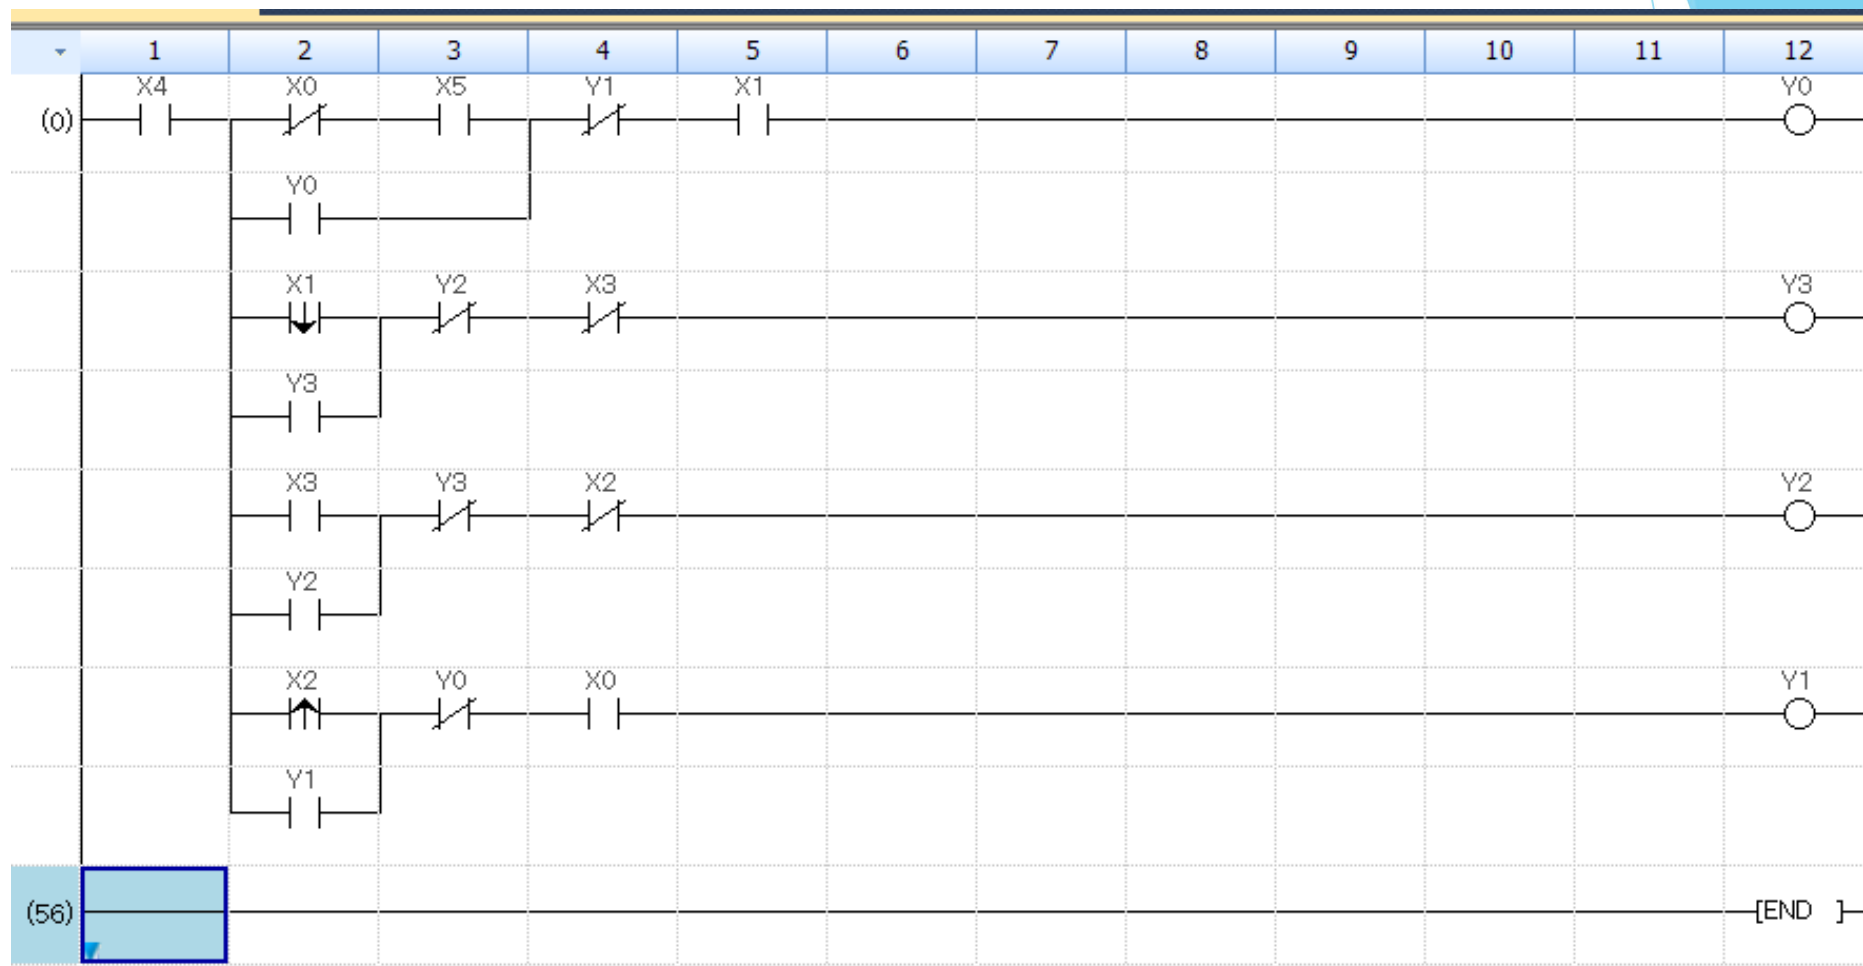 1 2 3 4 5 6 7 8 9 10 11 12
X4 X0 X5 Y1 X1 Y0
(0)
Y0
X1 Y2 X3 Y3
Y3
X3 Y3 X2 Y2
Y2
X2 Y0 X0 Y1
Y1
(56) [END ]